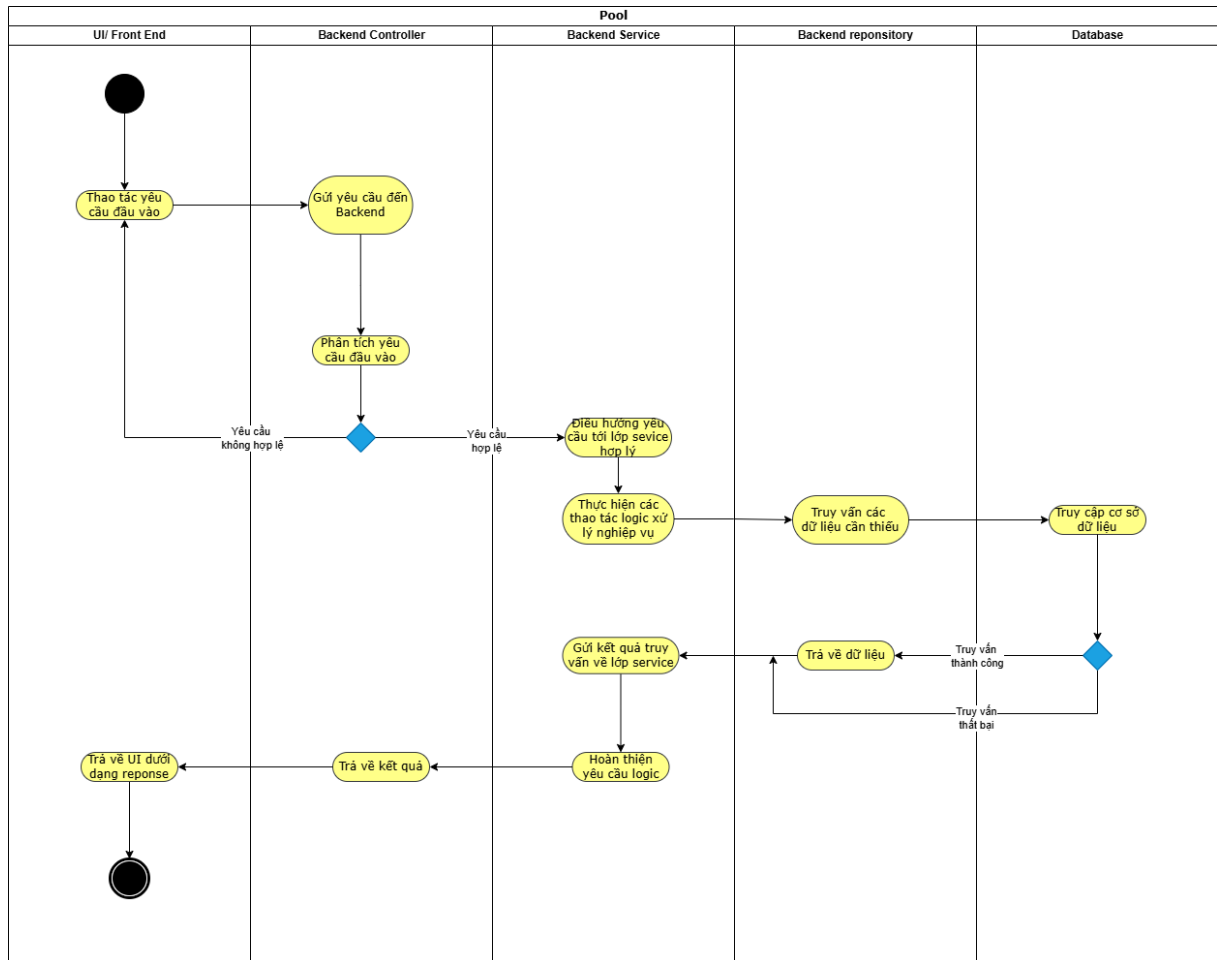 Pool
UI/ Front End
Backend Controller
Backend Service
Backend reponsitory
Database
Thao tác yêu
cầu đầu vào
Gửi yêu cầu đến
Backend
Phân tích yêu
cầu đầu vào
Yêu cầu
không hợp lệ
Yêu cầu
hợp lệ
Điều hướng yêu
cầu tới lớp sevice
hợp lý
Thực hiện các
thao tác logic xử
lý nghiệp vụ
Truy vấn các
dữ liệu cần thiếu
Truy cập cơ sở
dữ liệu
Gửi kết quả truy
vấn về lớp service
Trả về dữ liệu
Truy vấn
thành công
Truy vấn
thất bại
Trả về UI dưới
dạng reponse
Trả về kết quả
Hoàn thiện
yêu cầu logic